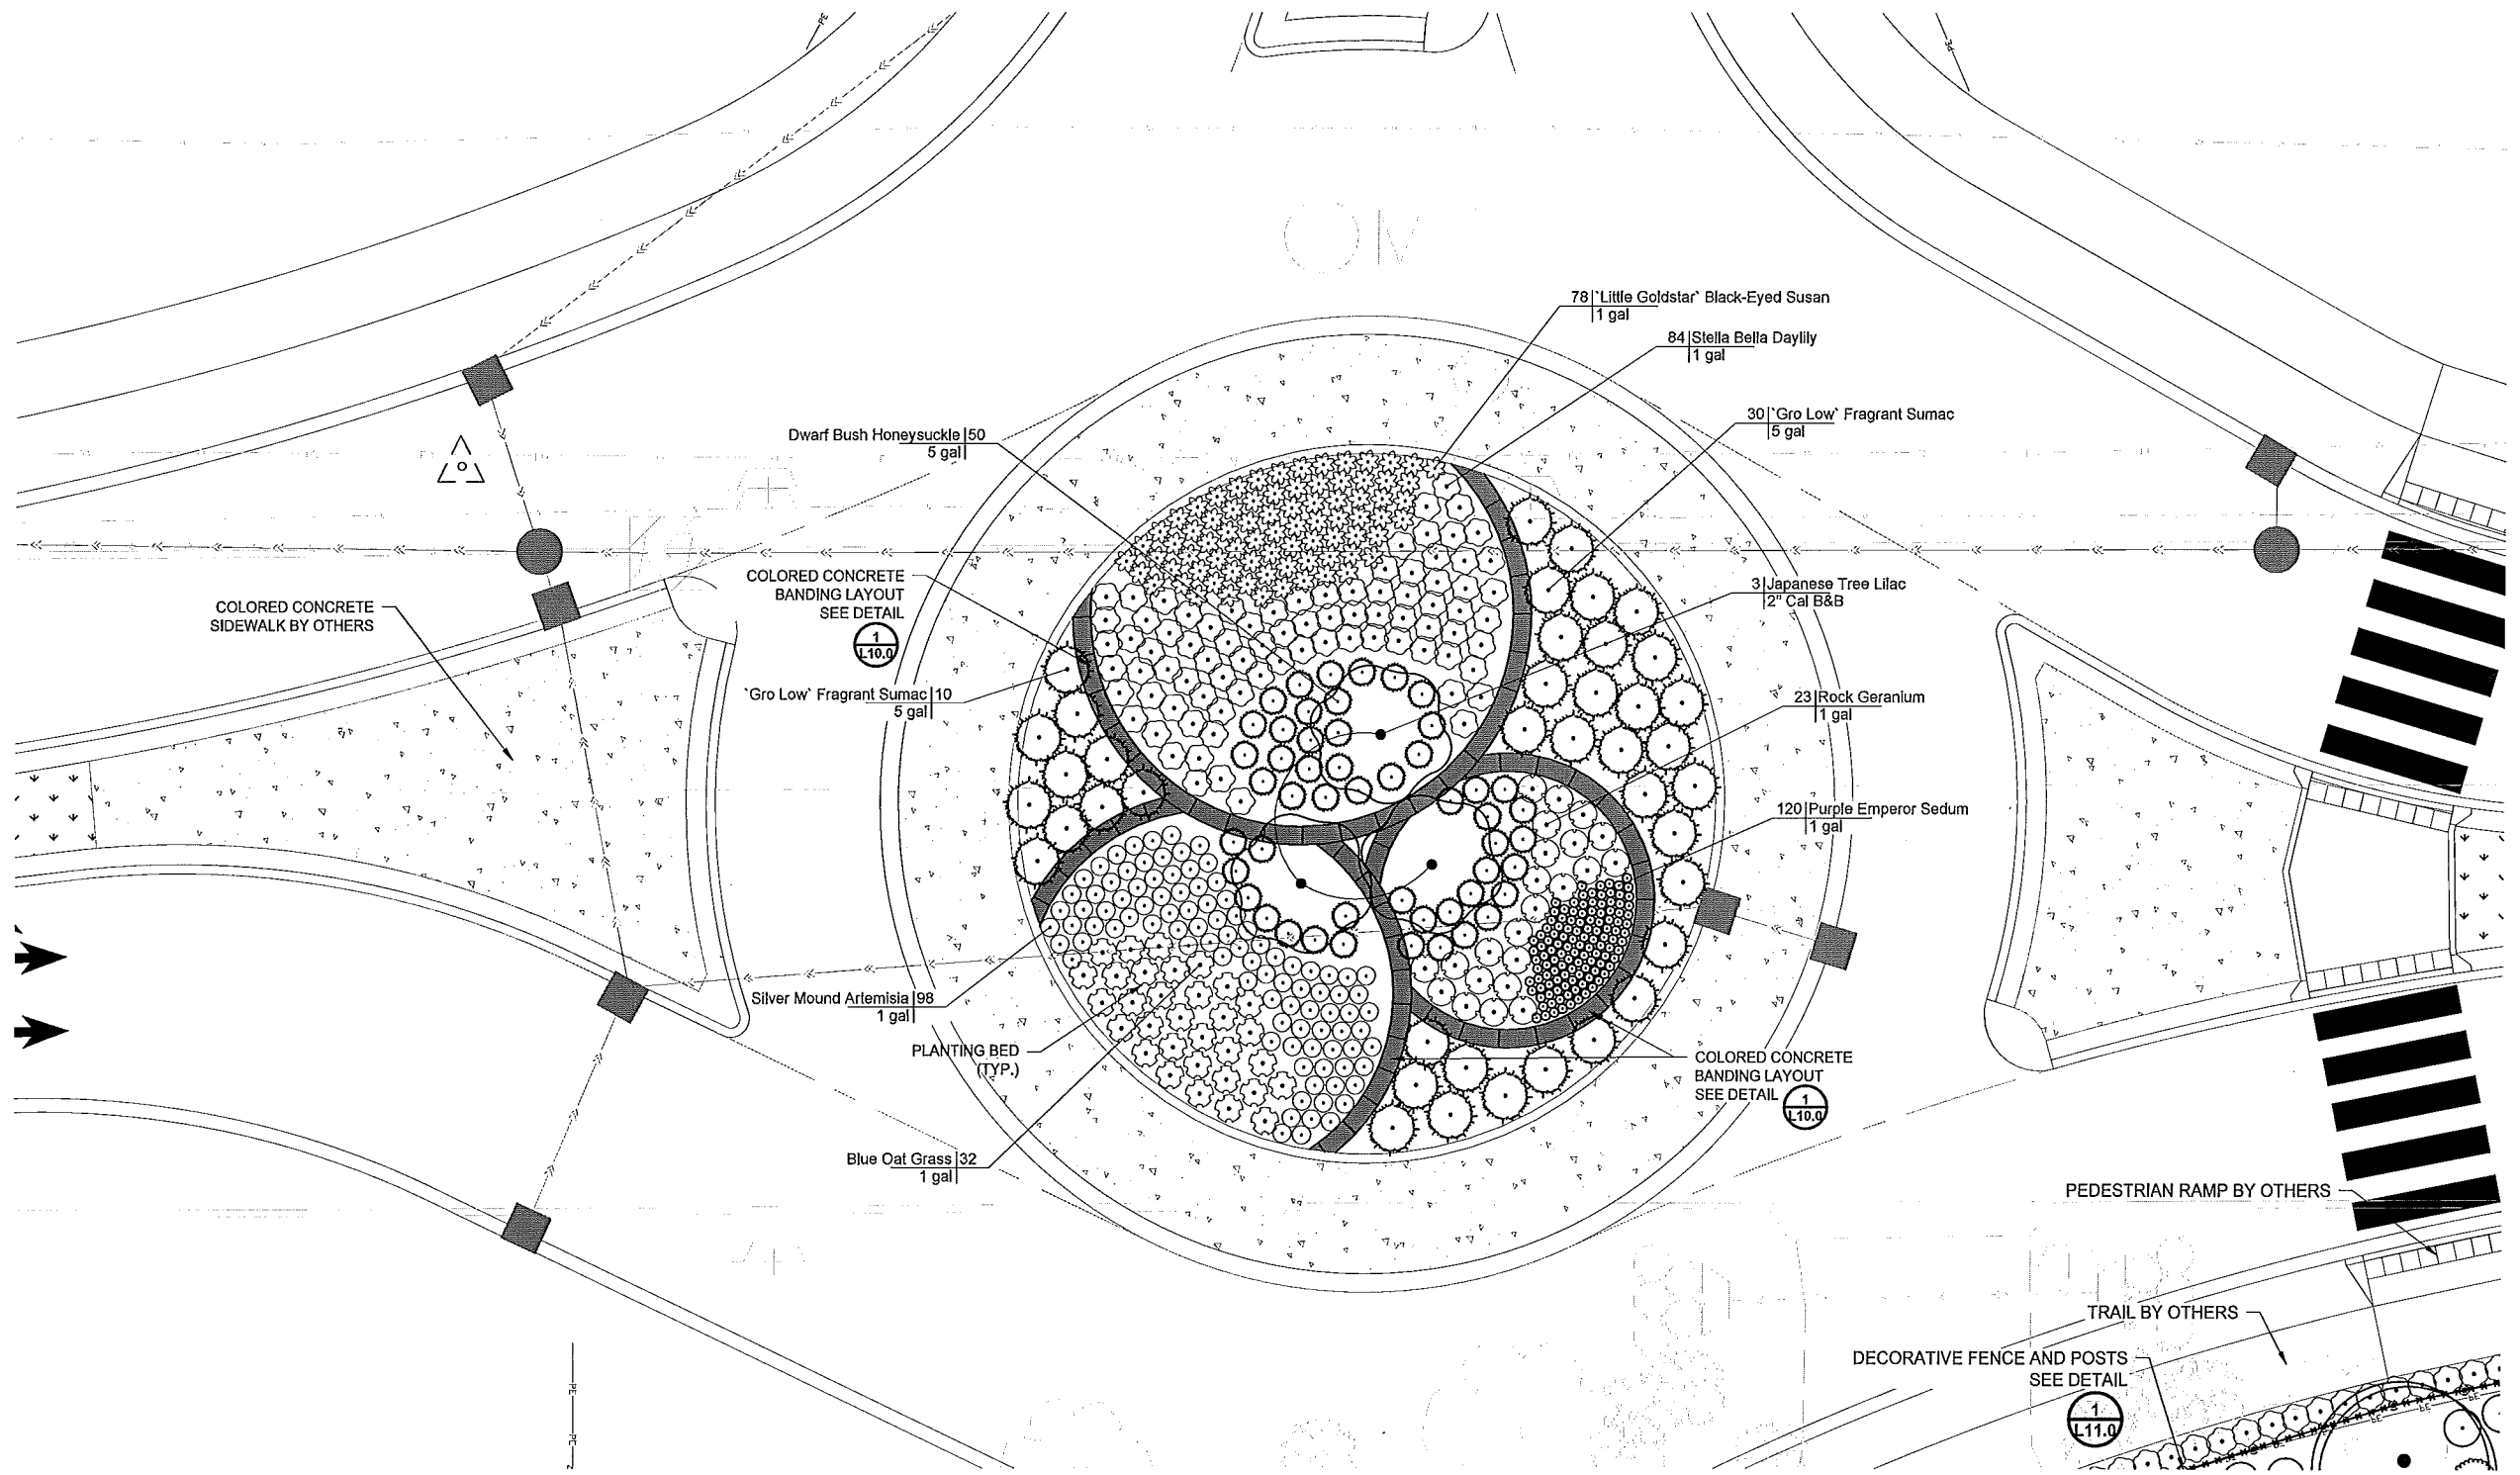 PE
PE
78 `Little Goldstar` Black-Eyed Susan
1 gal
84 Stella Bella Daylily
1 gal
30 `Gro Low` Fragrant Sumac
5 gal
Dwarf Bush Honeysuckle 50
5 gal
COLORED CONCRETE
BANDING LAYOUT
SEE DETAIL
1
L10.0
COLORED CONCRETE
SIDEWALK BY OTHERS
3 Japanese Tree Lilac
2" Cal B&B
`Gro Low` Fragrant Sumac 10
5 gal
23 Rock Geranium
1 gal
120 Purple Emperor Sedum
1 gal
Silver Mound Artemisia 98
1 gal
PLANTING BED
(TYP.)
COLORED CONCRETE
BANDING LAYOUT
SEE DETAIL
1
L10.0
Blue Oat Grass 32
1 gal
PEDESTRIAN RAMP BY OTHERS
TRAIL BY OTHERS
DECORATIVE FENCE AND POSTS
SEE DETAIL
1
L11.0
PE
PE